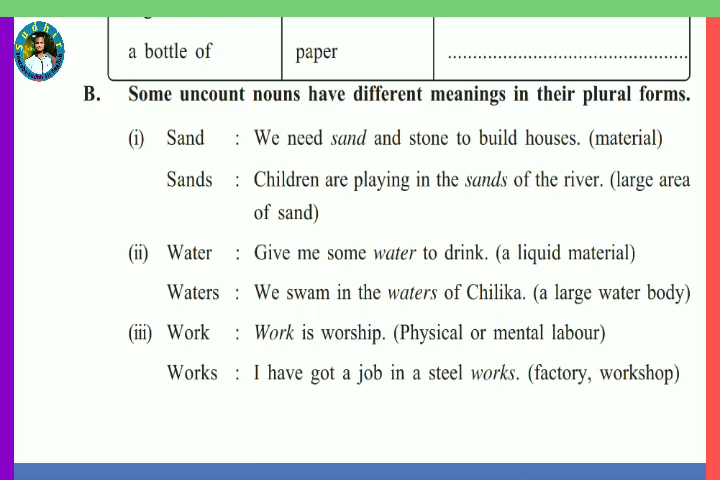 Sudhir
a bottle of paper ................................................
B. Some uncount nouns have different meanings in their plural forms.
(i) Sand : We need sand and stone to build houses. (material)
Sands : Children are playing in the sands of the river. (large area
of sand)
(ii) Water : Give me some water to drink. (a liquid material)
Waters : We swam in the waters of Chilika. (a large water body)
(iii) Work : Work is worship. (Physical or mental labour)
Works : I have got a job in a steel works. (factory, workshop)